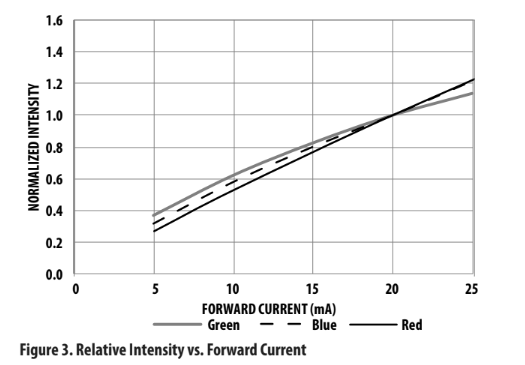 1.6
1.4
1.2
1.0
0.8
0.6
0.4
0.2
0.0
NORMALIZED INTENSITY
0 5 10 15 20 25
FORWARD CURRENT (mA)
Green Blue Red
Figure 3. Relative Intensity vs. Forward Current